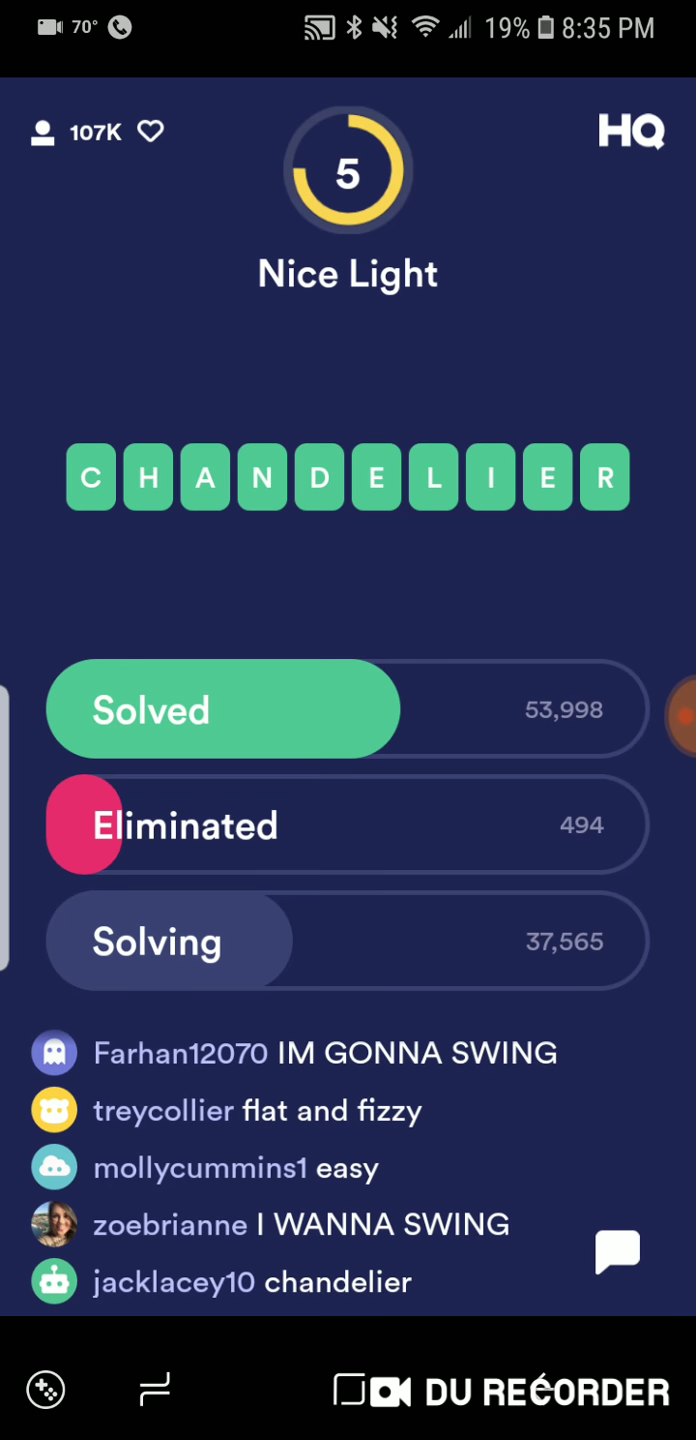 70° 19% 8:35 PM
107K HQ
5
Nice Light
CHANDELIER
Solved 53,998
Eliminated 494
Solving 37,565
Farhan12070 IM GONNA SWING
treycollier flat and fizzy
mollycummins1 easy
zoebrianne I WANNA SWING
jacklacey10 chandelier
DU RECORDER